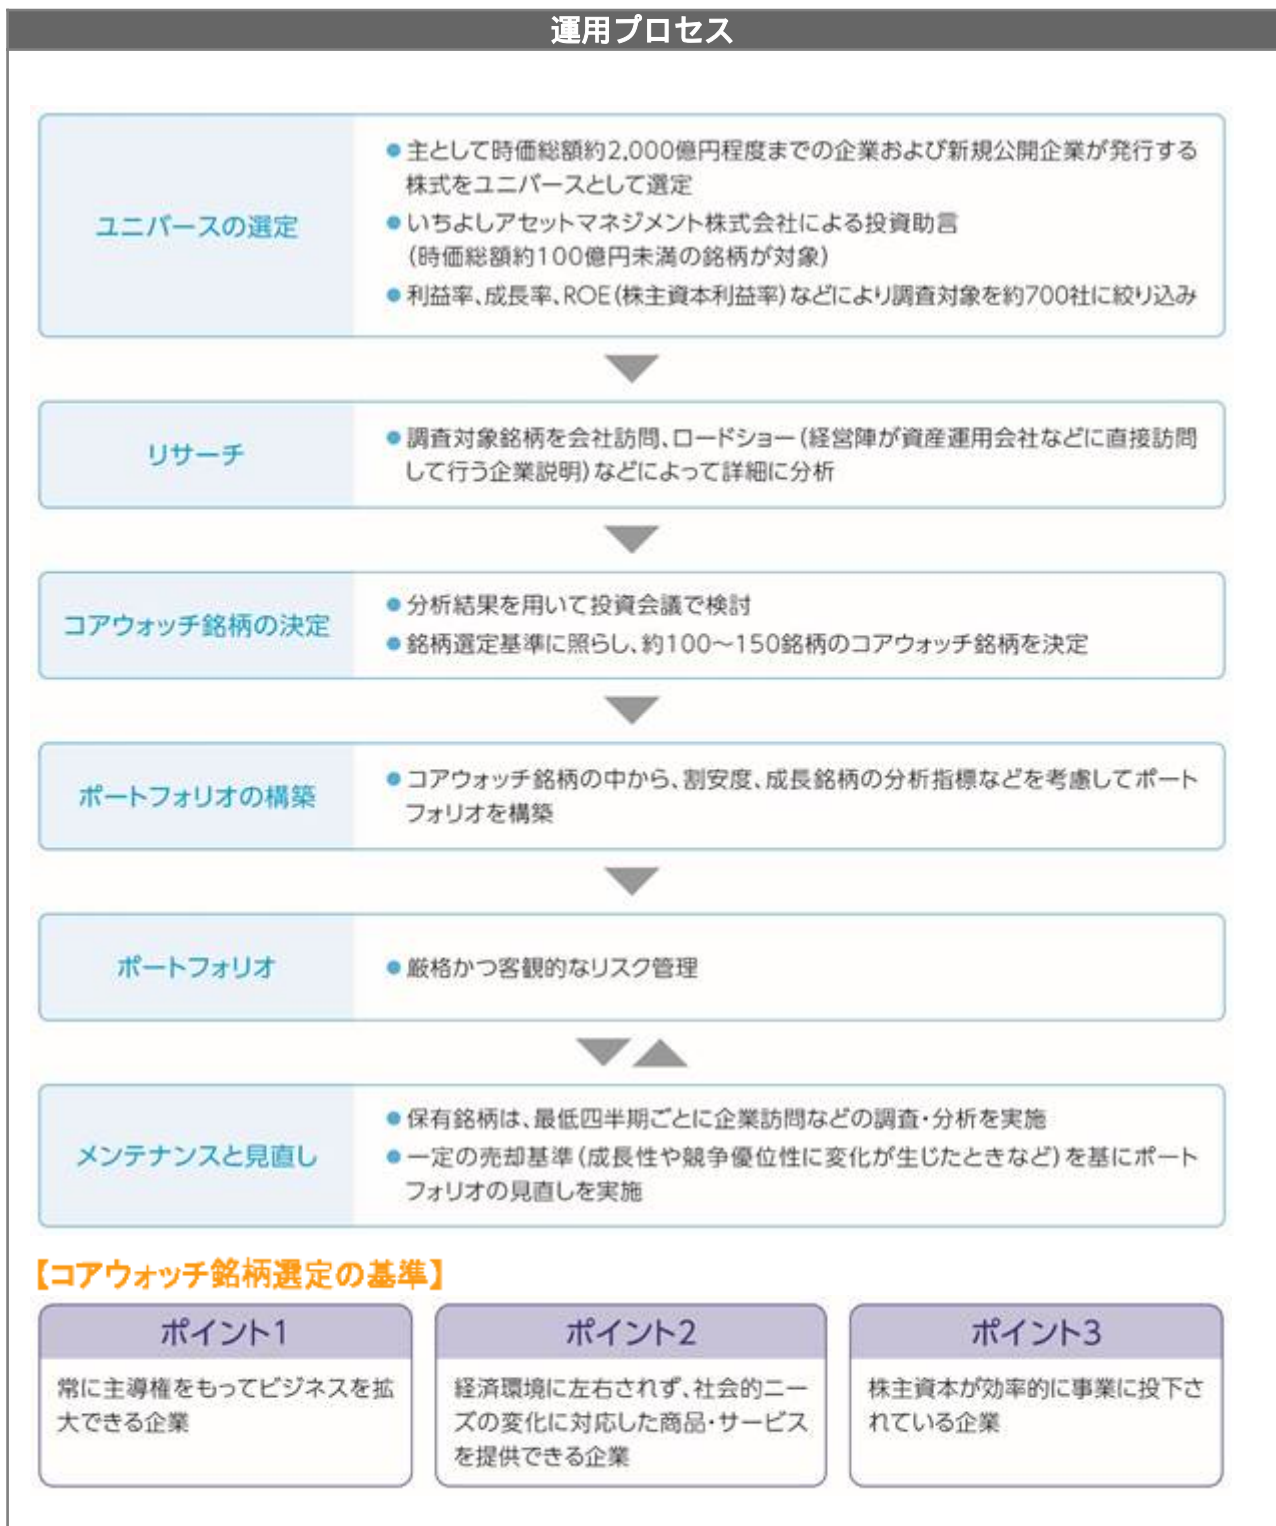 運用プロセス
ユニバースの選定
●主として時価総額約2,000億円程度までの企業および新規公開企業が発行する
株式をユニバースとして選定
●いちよしアセットマネジメント株式会社による投資助言
(時価総額約100億円未満の銘柄が対象)
●利益率、成長率、ROE(株主資本利益率)などにより調査対象を約700社に絞り込み
リサーチ
●調査対象銘柄を会社訪問、ロードショー(経営陣が資産運用会社などに直接訪問
して行う企業説明)などによって詳細に分析
コアウォッチ銘柄の決定
●分析結果を用いて投資会議で検討
●銘柄選定基準に照らし、約100〜150銘柄のコアウォッチ銘柄を決定
ポートフォリオの構築
●コアウォッチ銘柄の中から、割安度、成長銘柄の分析指標などを考慮してポート
フォリオを構築
ポートフォリオ
●厳格かつ客観的なリスク管理
メンテナンスと見直し
●保有銘柄は、最低四半期ごとに企業訪問などの調査・分析を実施
●一定の売却基準(成長性や競争優位性に変化が生じたときなど)を基にポート
フォリオの見直しを実施
【コアウォッチ銘柄選定の基準】
ポイント1
常に主導権をもってビジネスを拡
大できる企業
ポイント2
経済環境に左右されず、社会的ニー
ズの変化に対応した商品・サービス
を提供できる企業
ポイント3
株主資本が効率的に事業に投下さ
れている企業